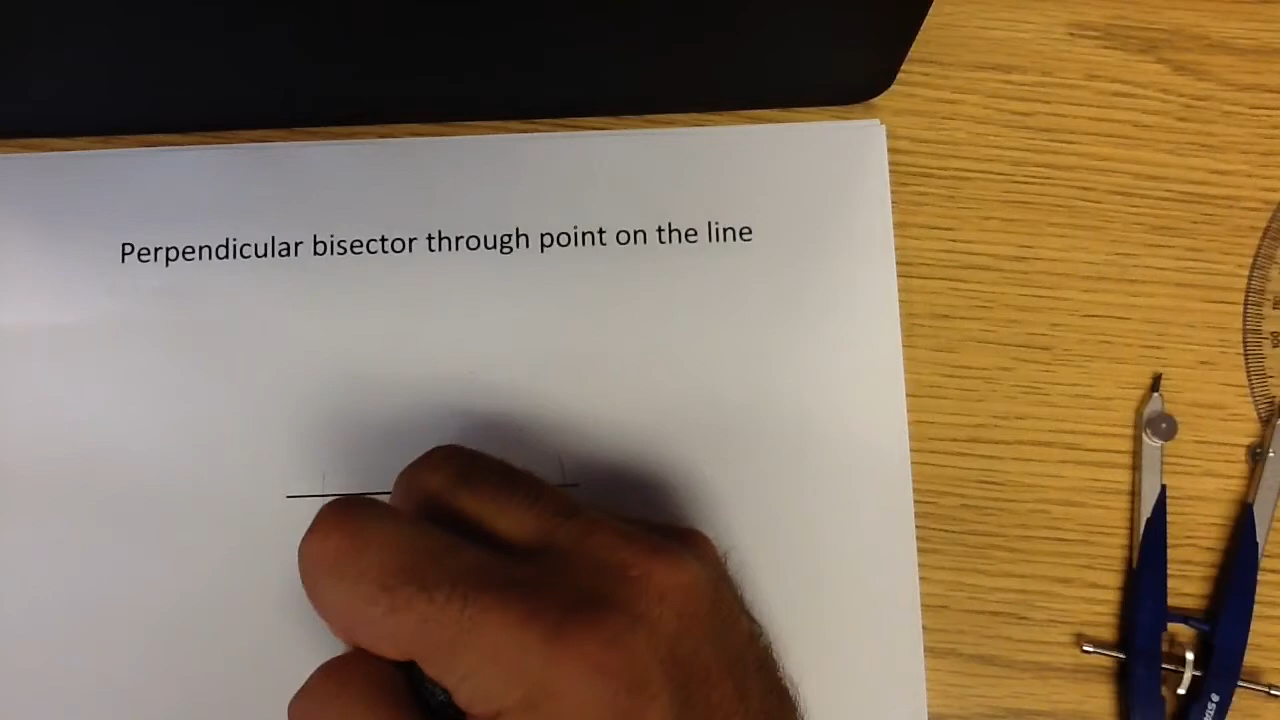 Perpendicular bisector through point on the line